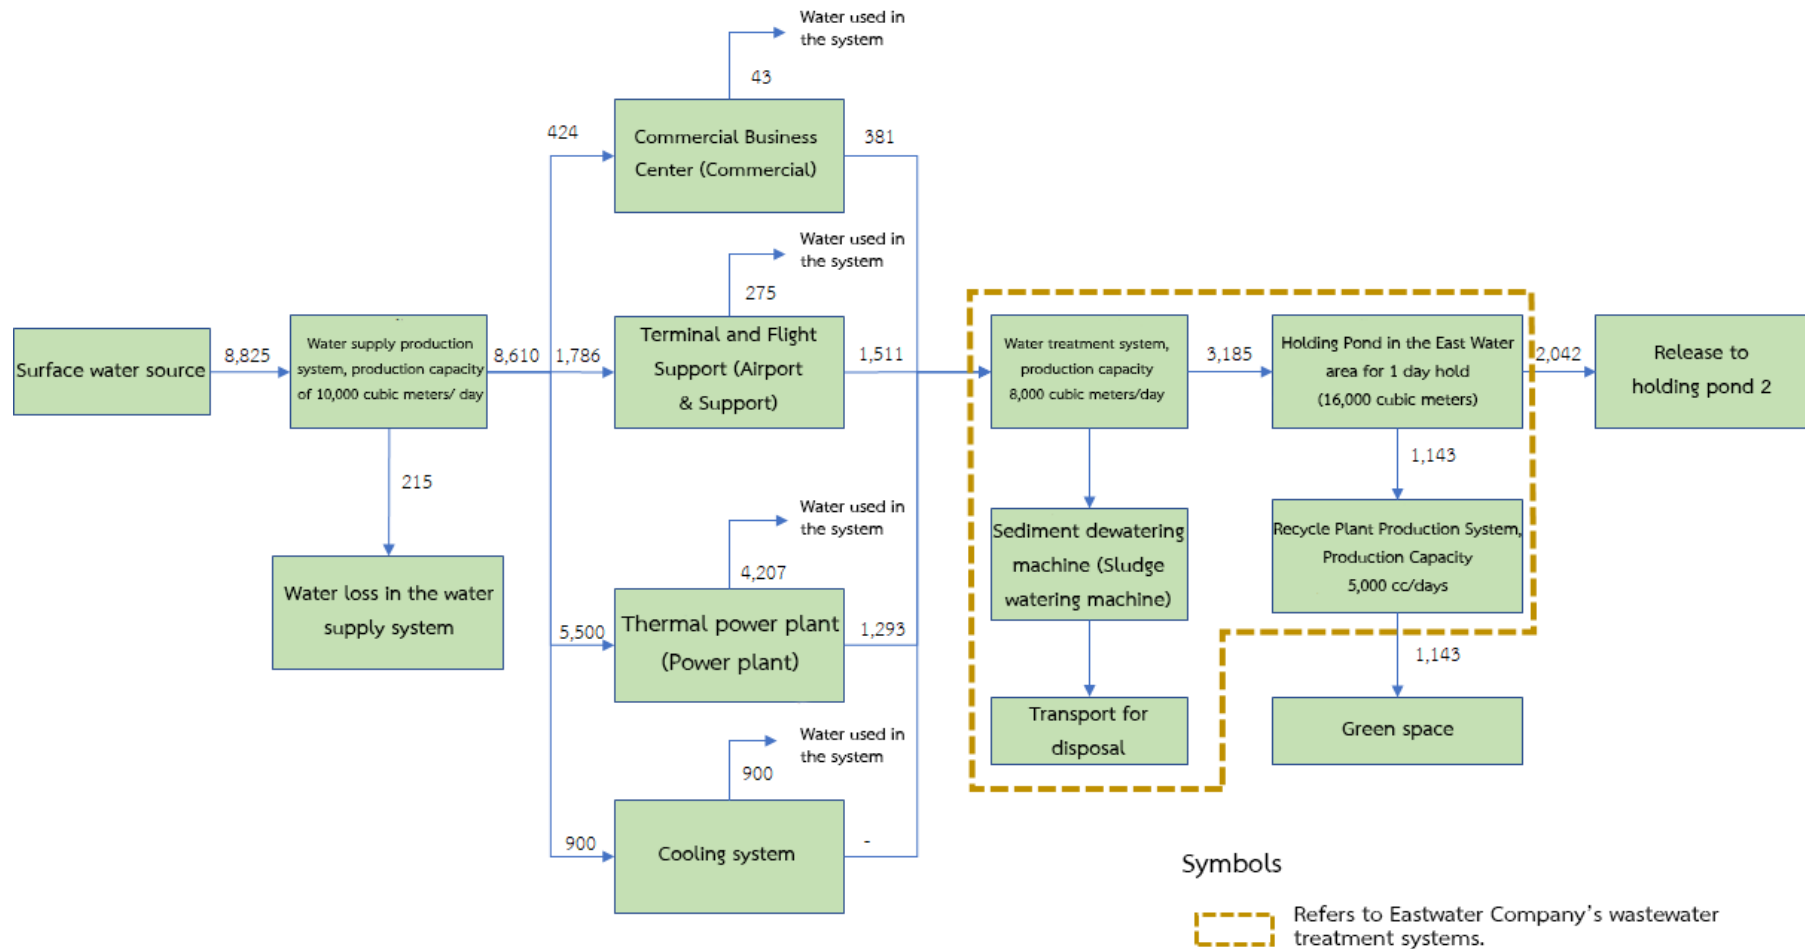 Water used in
the system
43
424
Commercial Business
Center (Commercial)
381
Water used in
the system
275
Surface water source
8,825
Water supply production
system, production capacity
of 10,000 cubic meters/ day
8,610
1,786
Terminal and Flight
Support (Airport
& Support)
1,511
Water treatment system,
production capacity
8,000 cubic meters/day
3,185
Holding Pond in the East Water
area for 1 day hold
(16,000 cubic meters)
2,042
Release to
holding pond 2
215
Water loss in the water
supply system
Water used in
the system
4,207
5,500
Thermal power plant
(Power plant)
1,293
Sediment dewatering
machine (Sludge
watering machine)
1,143
Recycle Plant Production System,
Production Capacity
5,000 cc/days
1,143
Transport for
disposal
Green space
Water used in
the system
900
900
Cooling system
-
Symbols
Refers to Eastwater Company's wastewater
treatment systems.